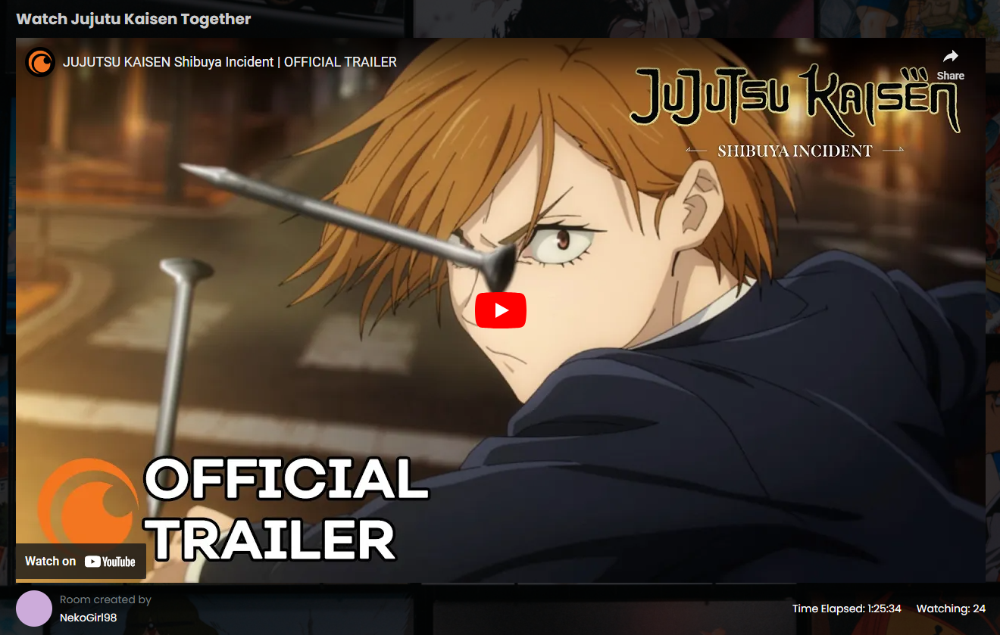 Watch Jujutu Kaisen Together
JUJUTSU KAISEN Shibuya Incident | OFFICIAL TRAILER
Share
JUJUTSU KAISEN
SHIBUYA INCIDENT
OFFICIAL
TRAILER
Watch on YouTube
Room created by
NekoGirl98
Time Elapsed: 1:25:34 Watching: 24